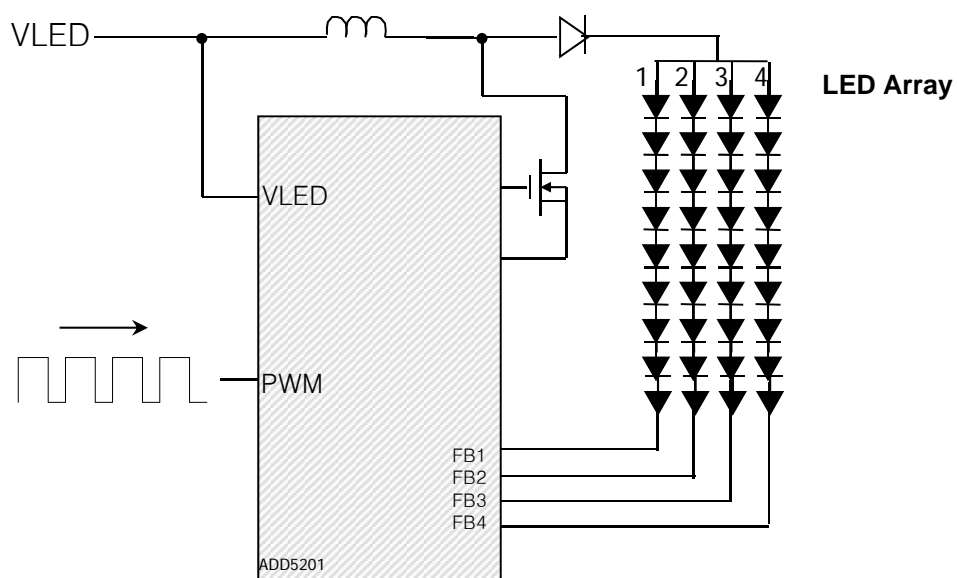 VLED
1 2 3 4
LED Array
VLED
PWM
FB1
FB2
FB3
FB4
ADD5201